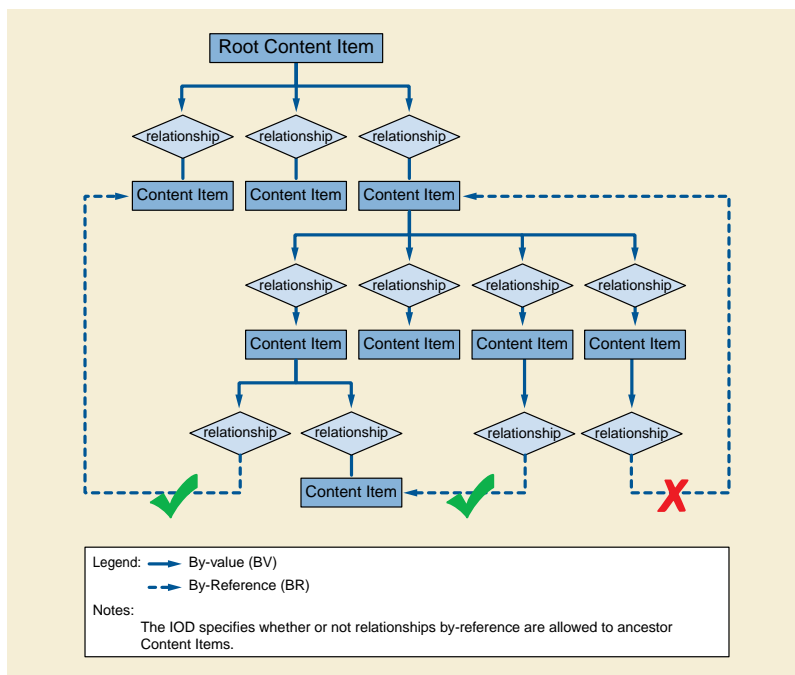 Root Content Item
relationship
relationship
relationship
Content Item
Content Item
Content Item
relationship
relationship
relationship
relationship
Content Item
Content Item
Content Item
Content Item
relationship
relationship
relationship
relationship
Content Item
X
Legend:
By-value (BV)
By-Reference (BR)
Notes:
The IOD specifies whether or not relationships by-reference are allowed to ancestor
Content Items.